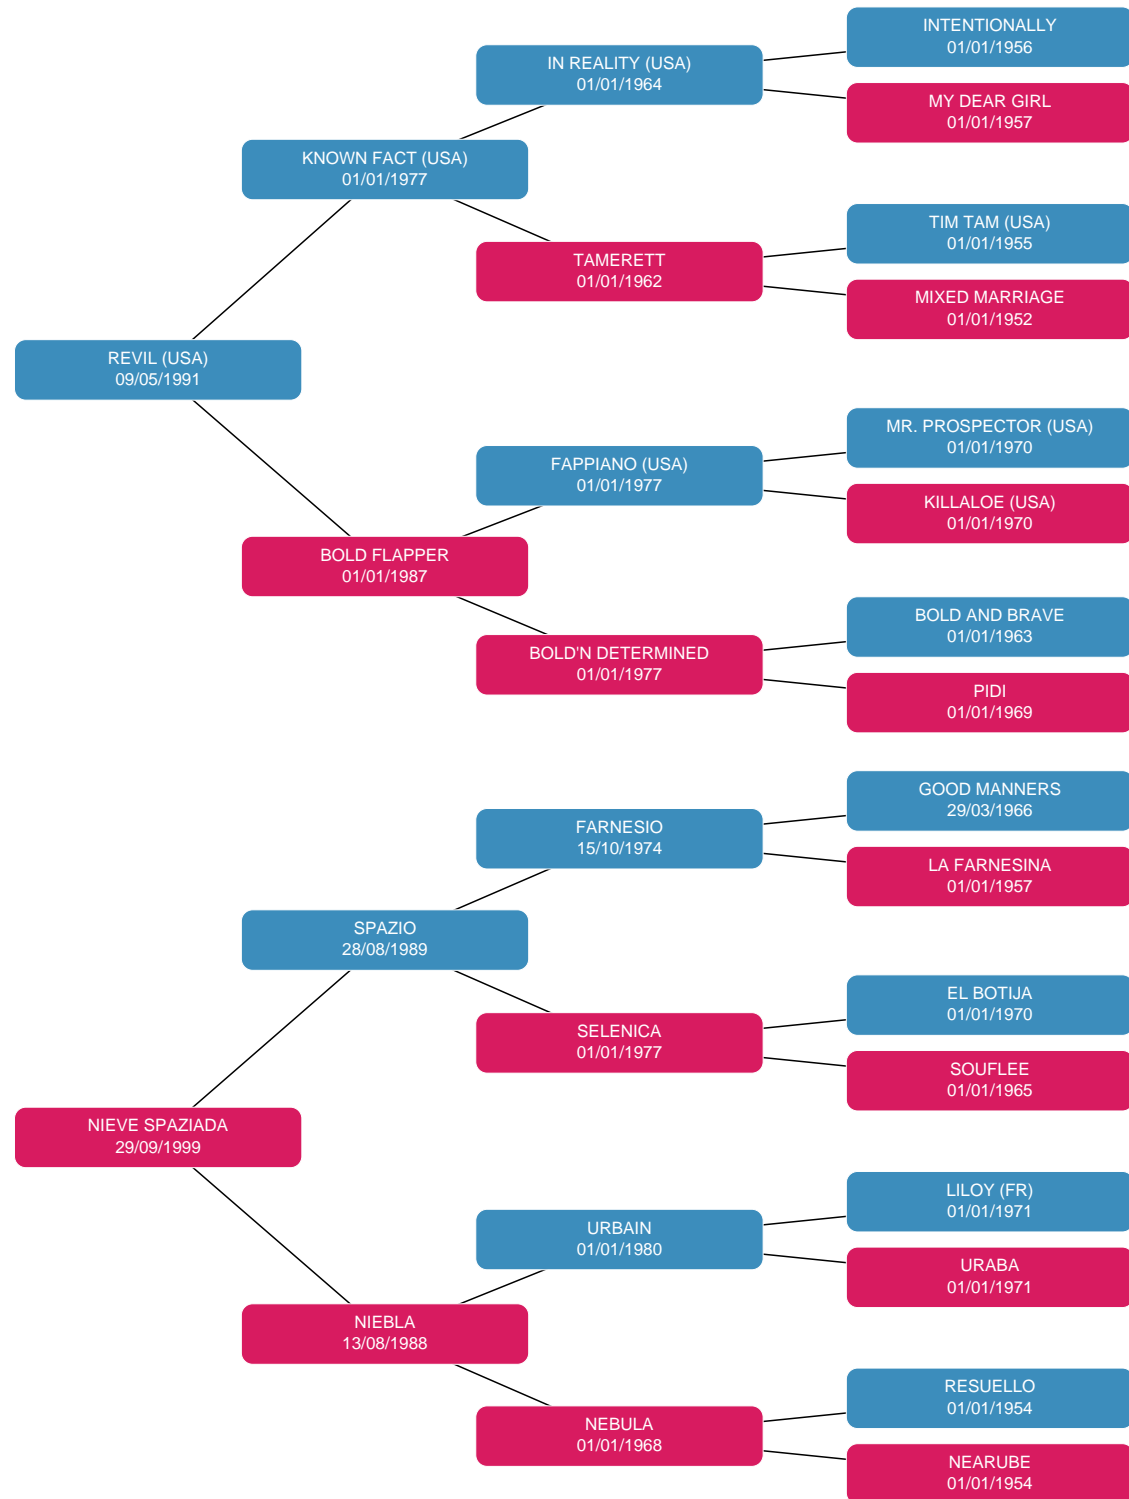 INTENTIONALLY
01/01/1956
IN REALITY (USA)
01/01/1964
MY DEAR GIRL
01/01/1957
KNOWN FACT (USA)
01/01/1977
TIM TAM (USA)
01/01/1955
TAMERETT
01/01/1962
MIXED MARRIAGE
01/01/1952
REVIL (USA)
09/05/1991
MR. PROSPECTOR (USA)
01/01/1970
FAPPIANO (USA)
01/01/1977
KILLALOE (USA)
01/01/1970
BOLD FLAPPER
01/01/1987
BOLD AND BRAVE
01/01/1963
BOLD'N DETERMINED
01/01/1977
PIDI
01/01/1969
GOOD MANNERS
29/03/1966
FARNESIO
15/10/1974
LA FARNESINA
01/01/1957
SPAZIO
28/08/1989
EL BOTIJA
01/01/1970
SELENICA
01/01/1977
SOUFLEE
01/01/1965
NIEVE SPAZIADA
29/09/1999
LILOY (FR)
01/01/1971
URBAIN
01/01/1980
URABA
01/01/1971
NIEBLA
13/08/1988
RESUELLO
01/01/1954
NEBULA
01/01/1968
NEARUBE
01/01/1954